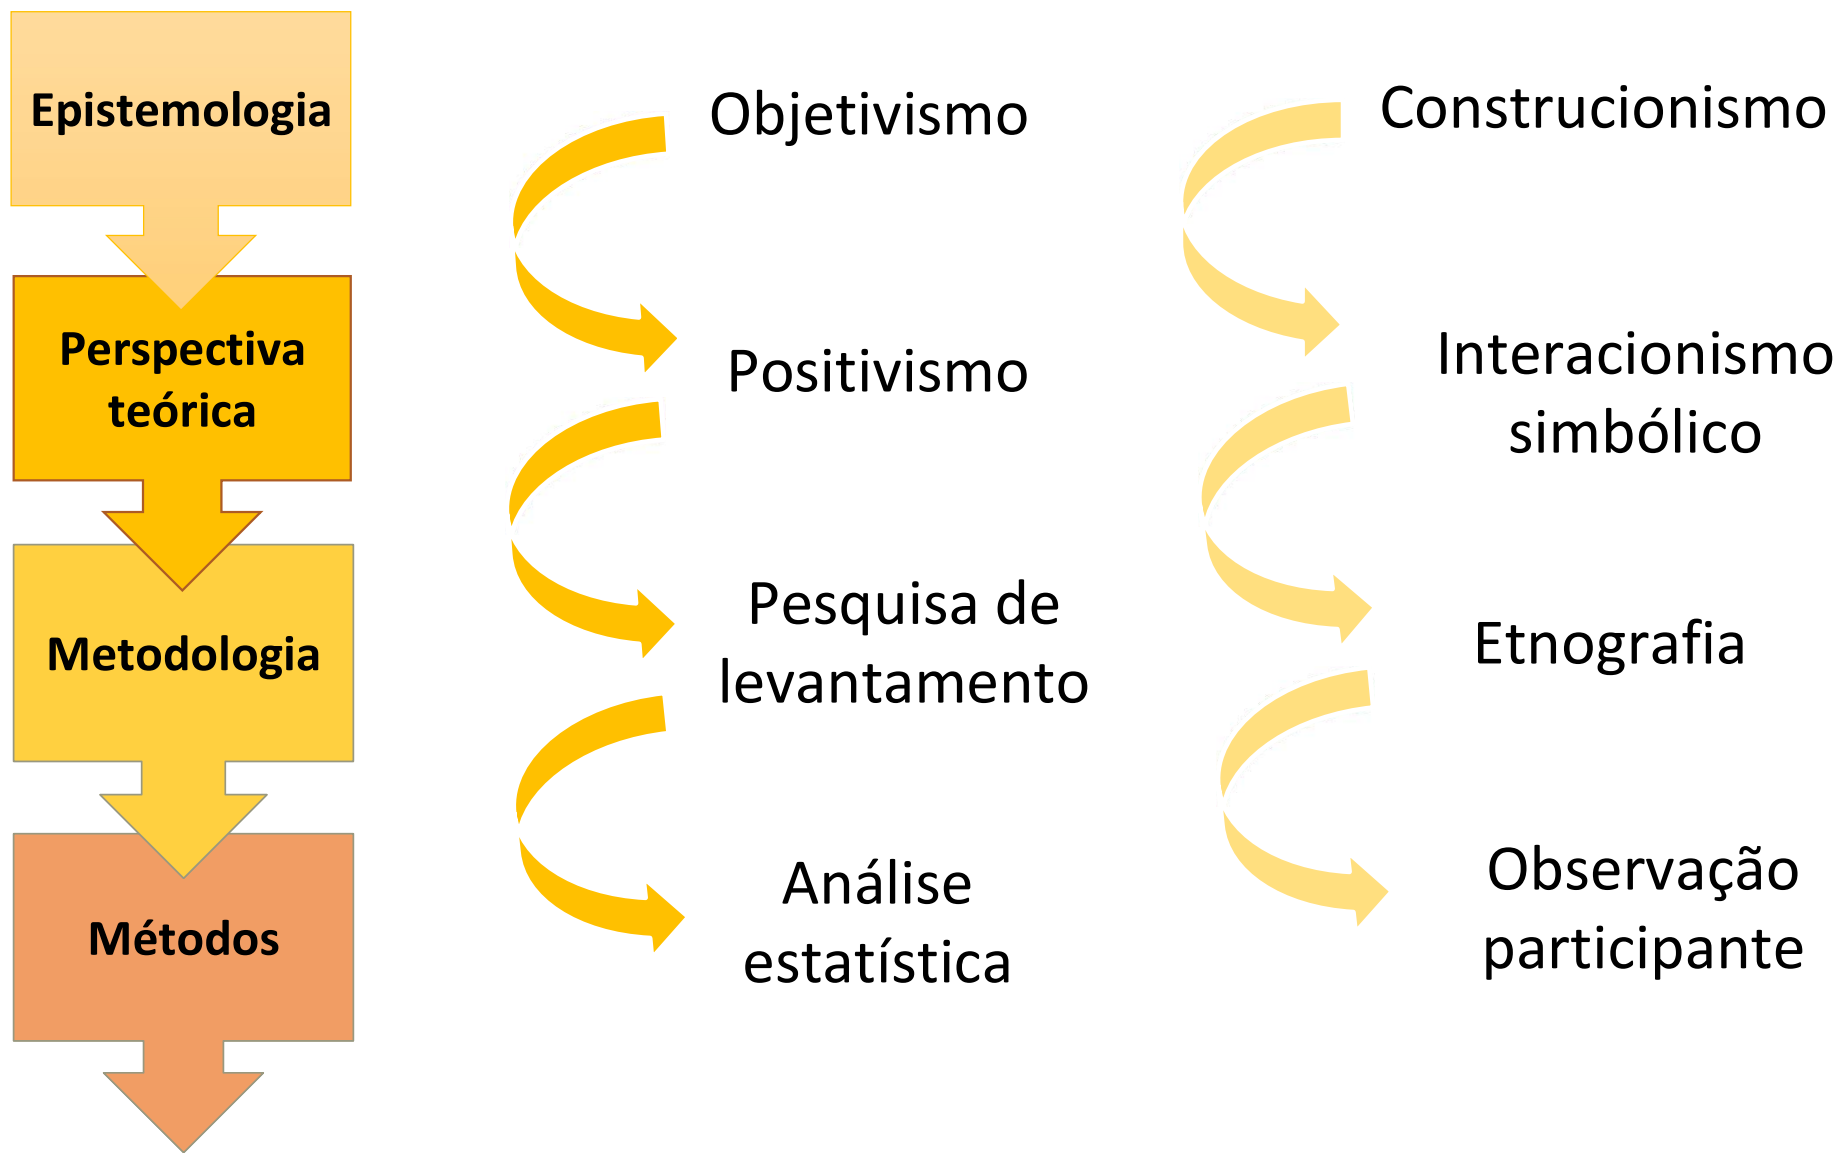 Epistemologia
Objetivismo
Construcionismo
Perspectiva
teórica
Positivismo
Interacionismo
simbólico
Metodologia
Pesquisa de
levantamento
Etnografia
Métodos
Análise
estatística
Observação
participante